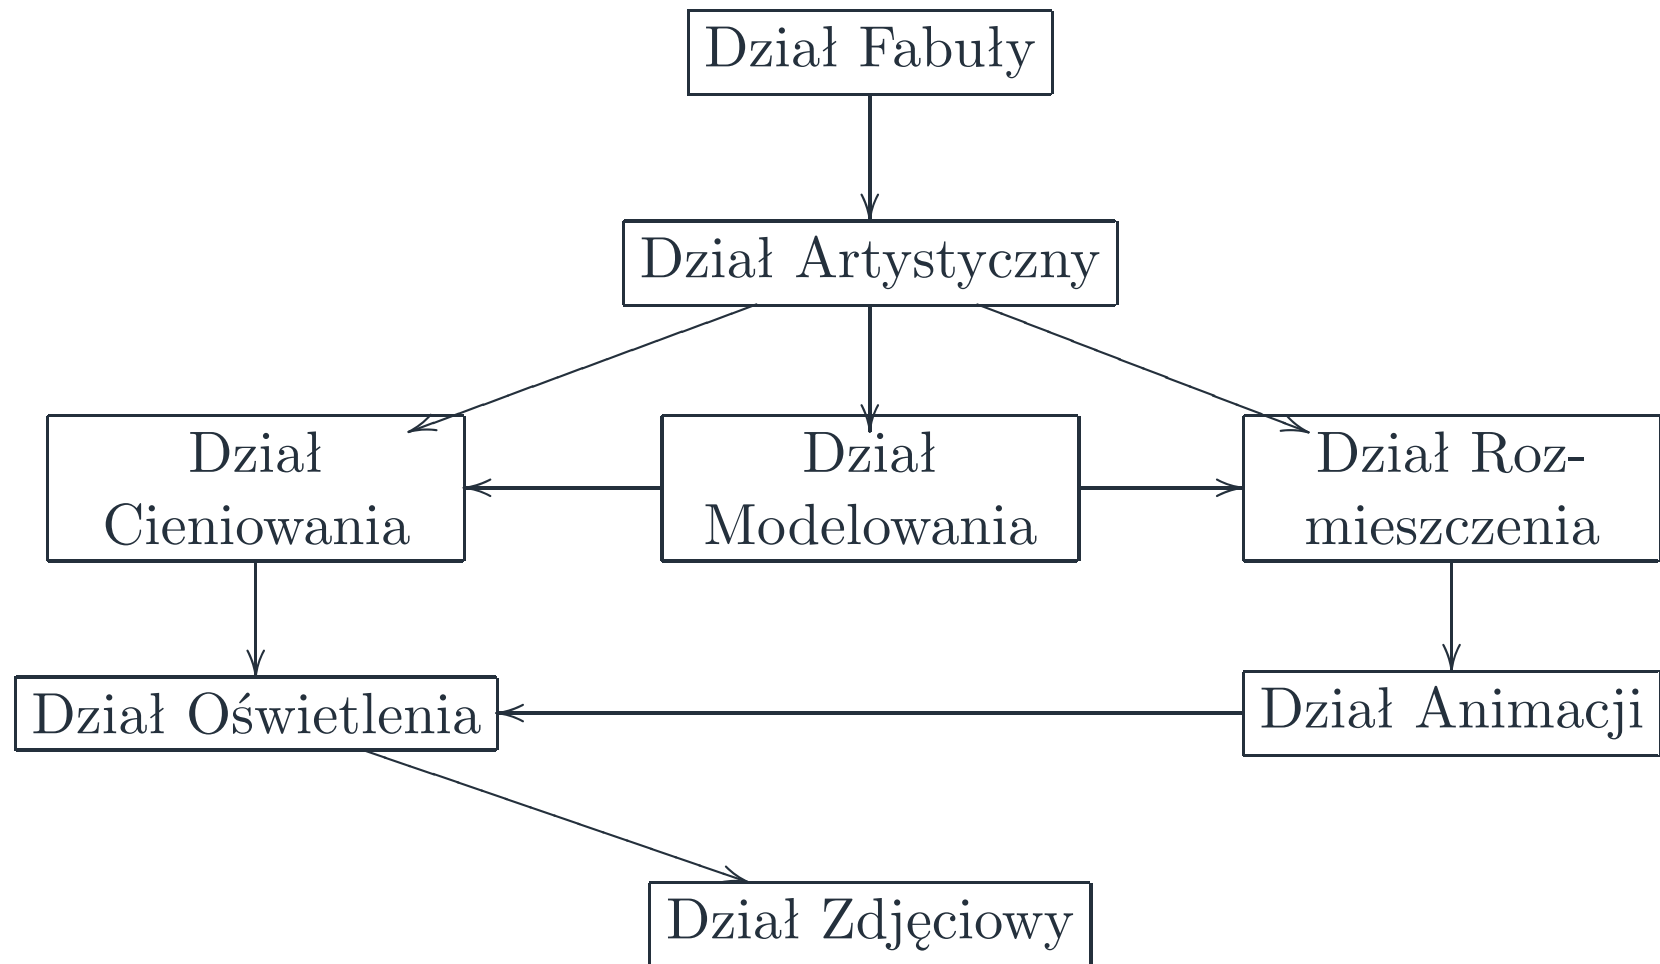 Dział Fabuły
Dział Artystyczny
Dział
Cieniowania
Dział
Modelowania
Dział Roz-
mieszczenia
Dział Oświetlenia
Dział Animacji
Dział Zdjęciowy